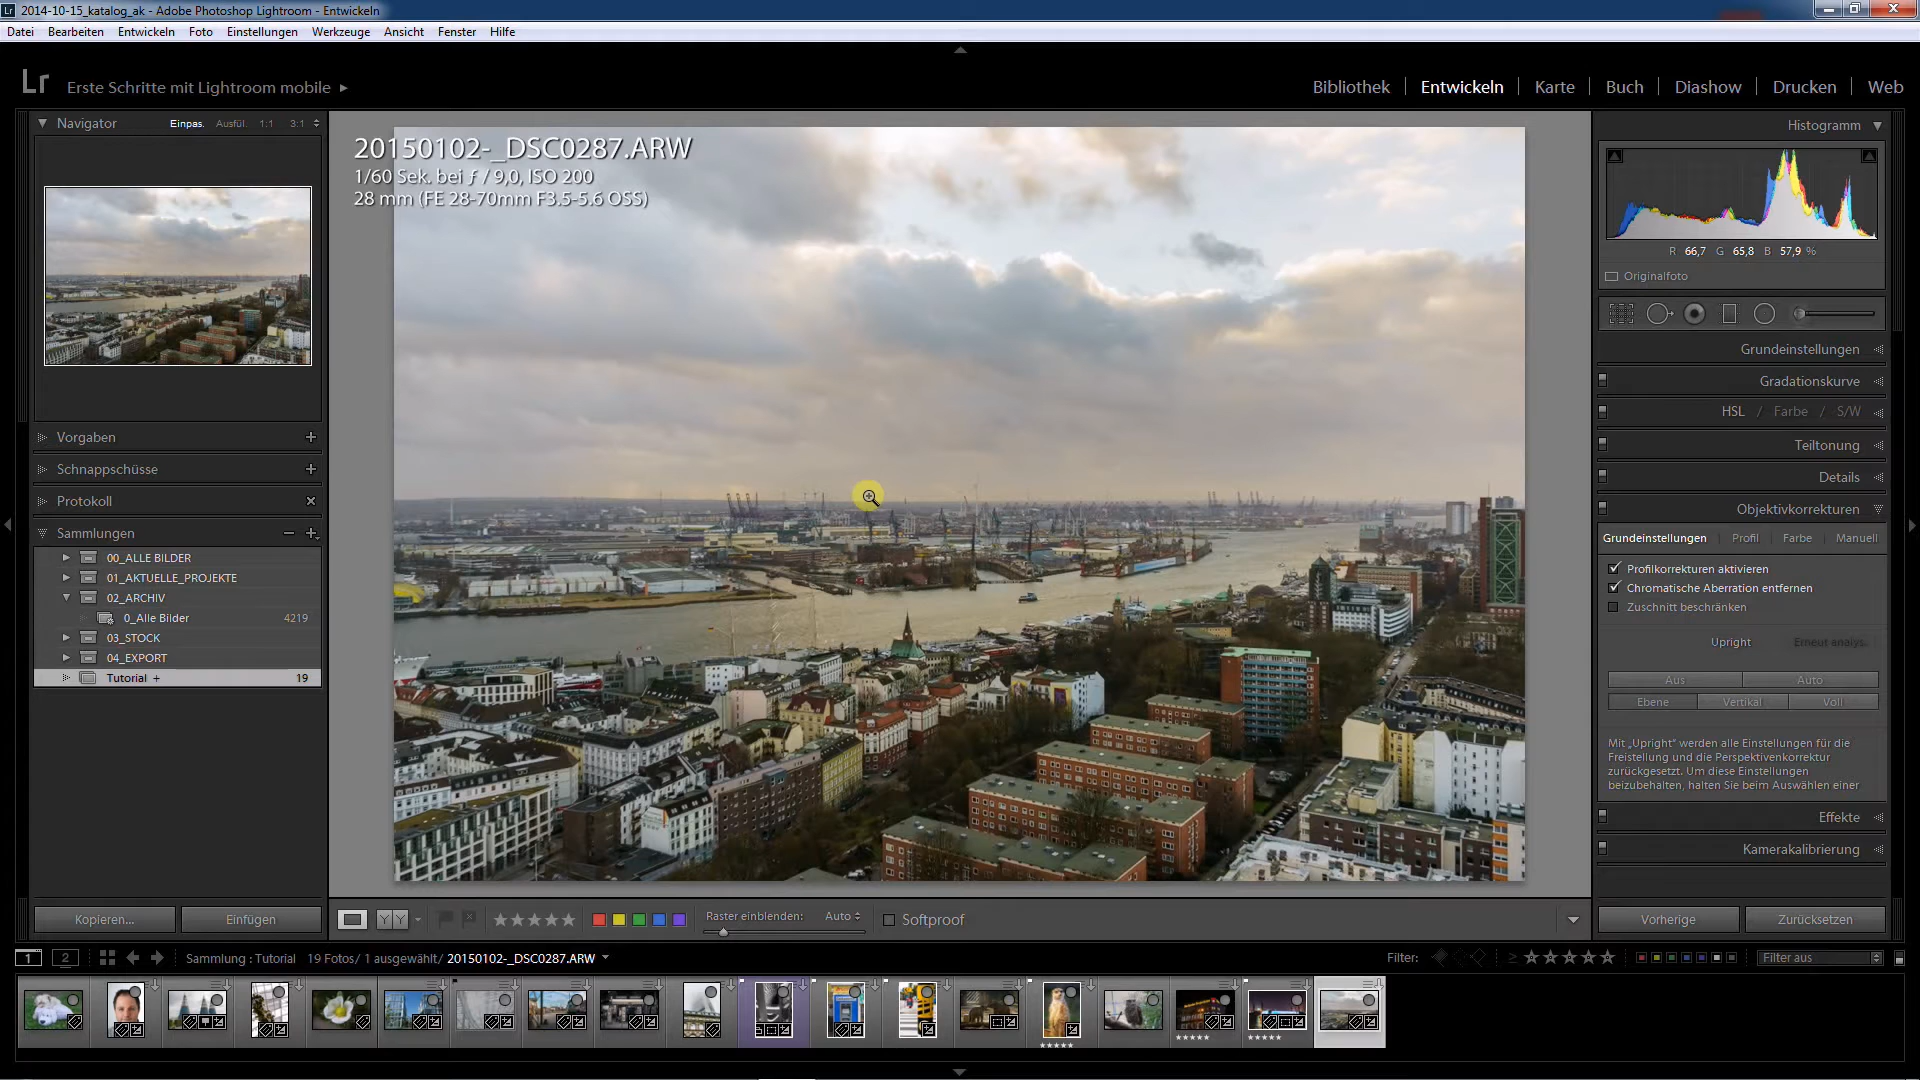 Lr 2014-10-15_katalog_ak - Adobe Photoshop Lightroom - Entwickeln
Datei Bearbeiten Entwickeln Foto Einstellungen Werkzeuge Ansicht Fenster Hilfe
Lr Erste Schritte mit Lightroom mobile
Bibliothek Entwickeln Karte Buch Diashow Drucken Web
Navigator Einpas. Ausfül. 1:1 3:1
Vorgaben
Schnappschüsse
Protokoll
Sammlungen
00_ALLE BILDER
01_AKTUELLE_PROJEKTE
02_ARCHIV
0_Alle Bilder 4219
03_STOCK
04_EXPORT
Tutorial + 19
Kopieren... Einfügen
20150102-_DSC0287.ARW
1/60 Sek. bei ƒ / 9,0, ISO 200
28 mm (FE 28-70mm F3.5-5.6 OSS)
Histogramm
R 66,7 G 65,8 B 57,9 %
Originalfoto
Grundeinstellungen
Gradationskurve
HSL / Farbe / S/W
Teiltonung
Details
Objektivkorrekturen
Grundeinstellungen Profil Farbe Manuell
Profilkorrekturen aktivieren
Chromatische Aberration entfernen
Zuschnitt beschränken
Upright Erneut analys.
Aus Auto
Ebene Vertikal Voll
Mit „Upright“ werden alle Einstellungen für die
Freistellung und die Perspektivenkorrektur
zurückgesetzt. Um diese Einstellungen
beizubehalten, halten Sie beim Auswählen einer
Effekte
Kamerakalibrierung
Vorherige Zurücksetzen
YY Raster einblenden: Auto Softproof
1 2 Sammlung : Tutorial 19 Fotos/ 1 ausgewählt/ 20150102-_DSC0287.ARW Filter: ≥ Filter aus